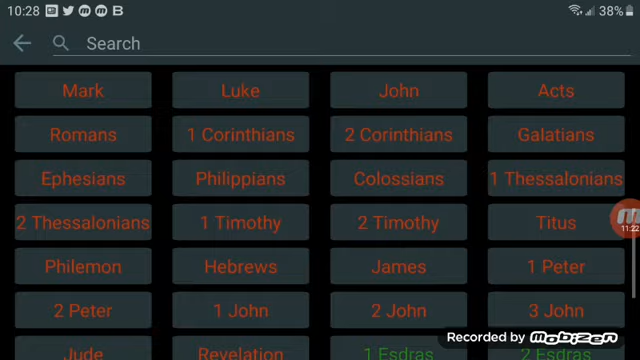 10:28 38%
Search
Mark Luke John Acts
Romans 1 Corinthians 2 Corinthians Galatians
Ephesians Philippians Colossians 1 Thessalonians
2 Thessalonians 1 Timothy 2 Timothy Titus
11:22
Philemon Hebrews James 1 Peter
2 Peter 1 John 2 John 3 John
Recorded by mobizen
Jude Revelation 1 Esdras 2 Esdras